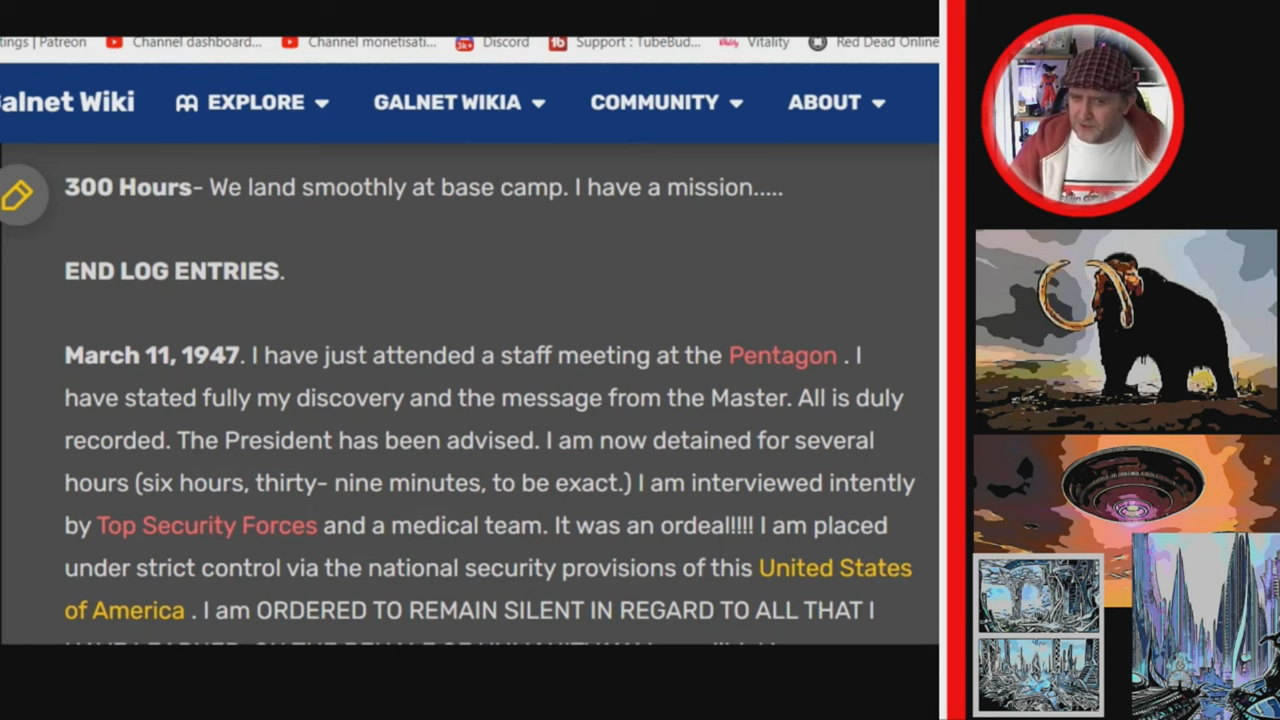 tings | Patreon Channel dashboard... Channel monetisati... Discord Support : TubeBud... Vitality Red Dead Online
alnet Wiki EXPLORE GALNET WIKIA COMMUNITY ABOUT
300 Hours- We land smoothly at base camp. I have a mission.....
END LOG ENTRIES.
March 11, 1947. I have just attended a staff meeting at the Pentagon . I
have stated fully my discovery and the message from the Master. All is duly
recorded. The President has been advised. I am now detained for several
hours (six hours, thirty- nine minutes, to be exact.) I am interviewed intently
by Top Security Forces and a medical team. It was an ordeal!!!! I am placed
under strict control via the national security provisions of this United States
of America . I am ORDERED TO REMAIN SILENT IN REGARD TO ALL THAT I